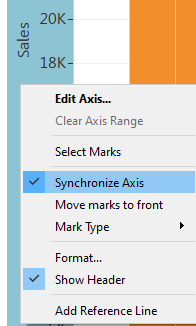 Sales
20K
18K
Edit Axis...
Clear Axis Range
Select Marks
Synchronize Axis
Move marks to front
Mark Type
Format...
Show Header
Add Reference Line